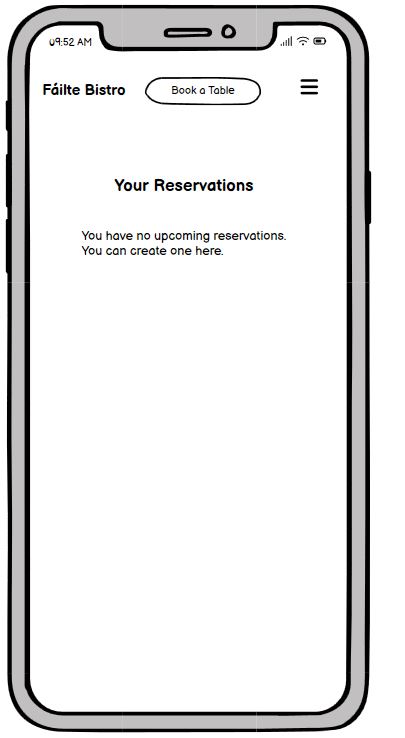 09:52 AM
Fáilte Bistro
Book a Table
Your Reservations
You have no upcoming reservations.
You can create one here.